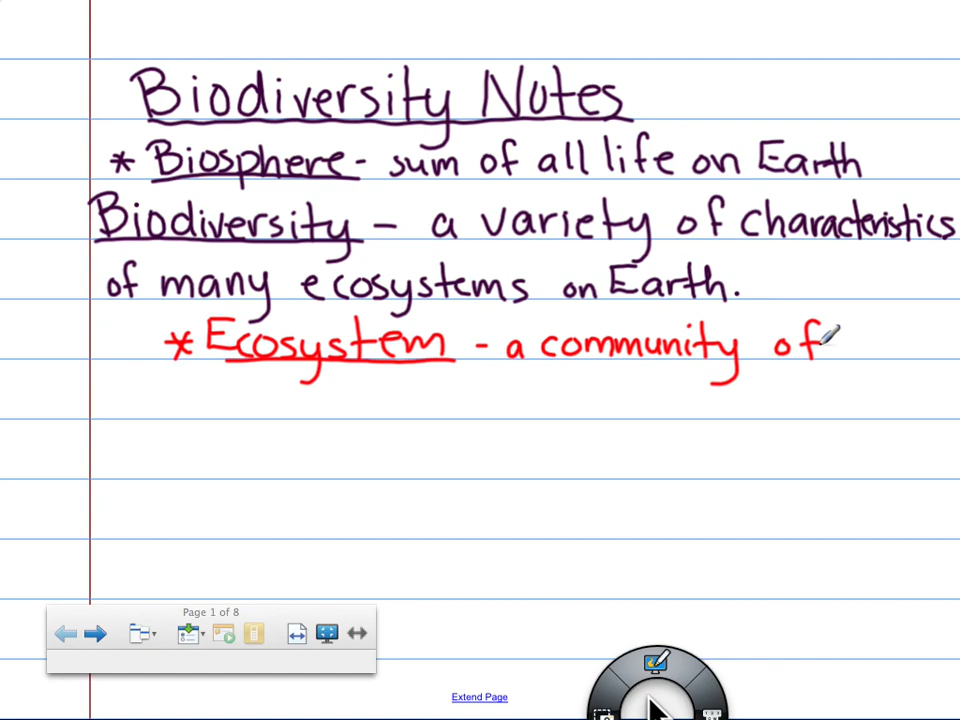 Biodiversity Notes
* Biosphere - sum of all life on Earth
Biodiversity - a variety of characteristics
of many ecosystems on Earth.
* Ecosystem - a community of
Page 1 of 8
Extend Page